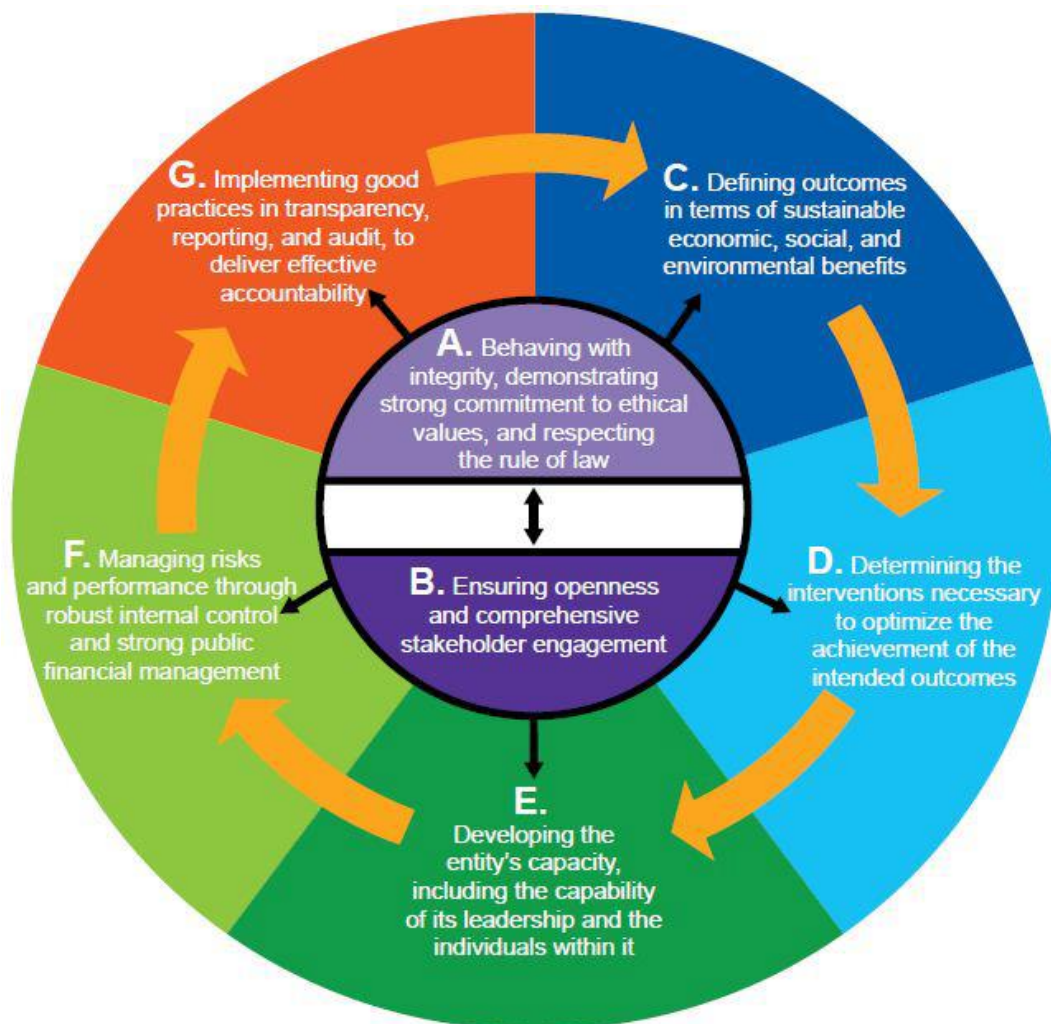 A. Behaving with
integrity, demonstrating
strong commitment to ethical
values, and respecting
the rule of law
B. Ensuring openness
and comprehensive
stakeholder engagement
C. Defining outcomes
in terms of sustainable
economic, social, and
environmental benefits
D. Determining the
interventions necessary
to optimize the
achievement of the
intended outcomes
E.
Developing the
entity's capacity,
including the capability
of its leadership and the
individuals within it
F. Managing risks
and performance through
robust internal control
and strong public
financial management
G. Implementing good
practices in transparency,
reporting, and audit, to
deliver effective
accountability